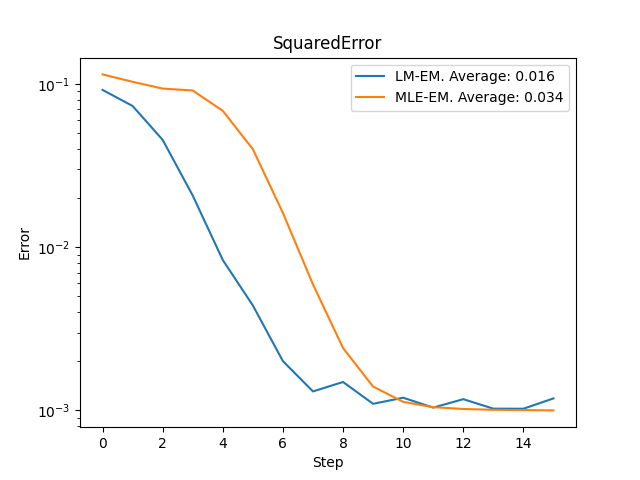 SquaredError
LM-EM. Average: 0.016
MLE-EM. Average: 0.034
Error
10⁻¹
10⁻²
10⁻³
0 2 4 6 8 10 12 14
Step